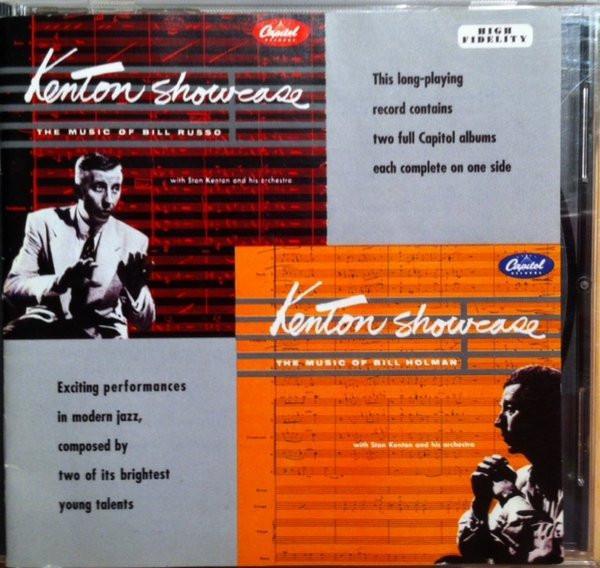 Capitol
RECORDS
Kenton Showcase
THE MUSIC OF BILL RUSSO
with Stan Kenton and his orchestra
HIGH
FIDELITY
This long-playing
record contains
two full Capitol albums
each complete on one side
Capitol
RECORDS
Kenton Showcase
THE MUSIC OF BILL HOLMAN
with Stan Kenton and his orchestra
Exciting performances
in modern jazz,
composed by
two of its brightest
young talents